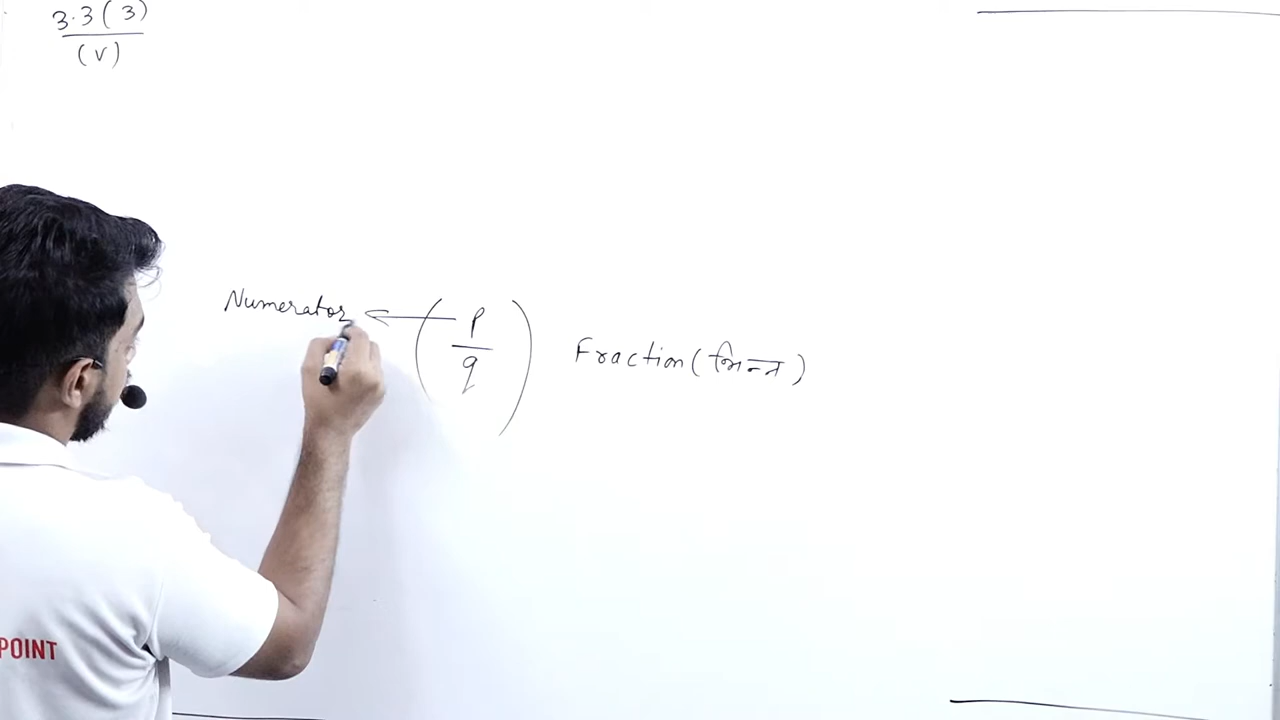 3.3(3)
(v)
Numerator p
q
Fraction (भिन्न)
POINT